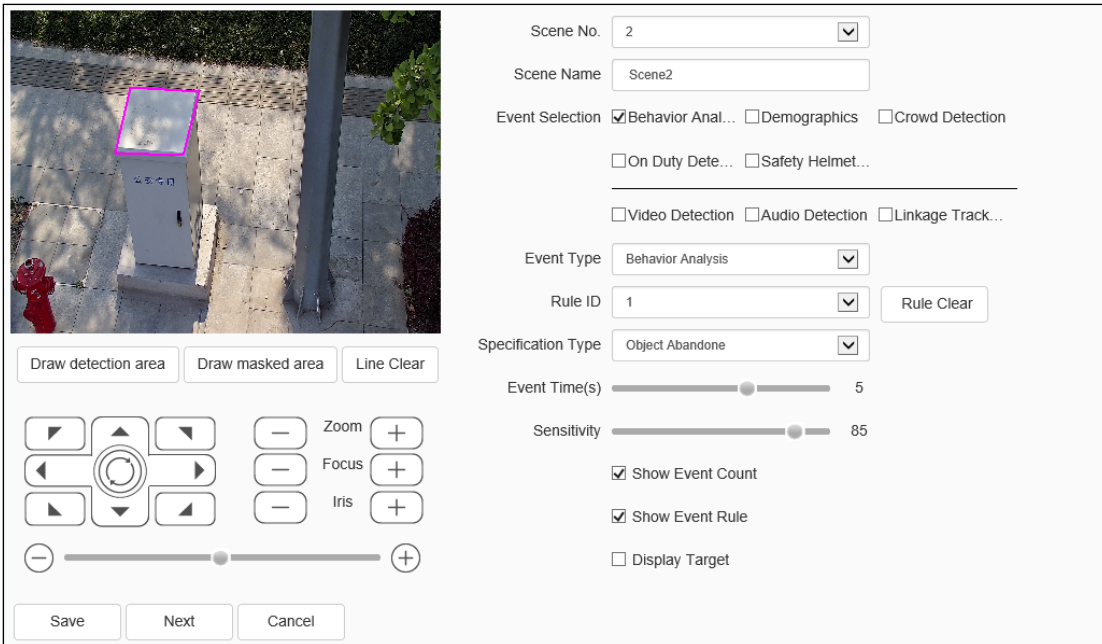 Scene No. 2
Scene Name Scene2
Event Selection Behavior Anal... Demographics Crowd Detection
On Duty Dete... Safety Helmet...
Video Detection Audio Detection Linkage Track...
Event Type Behavior Analysis
Rule ID 1 Rule Clear
Specification Type Object Abandone
Event Time(s) 5
Sensitivity 85
Show Event Count
Show Event Rule
Display Target
Draw detection area Draw masked area Line Clear
Zoom
Focus
Iris
Save Next Cancel